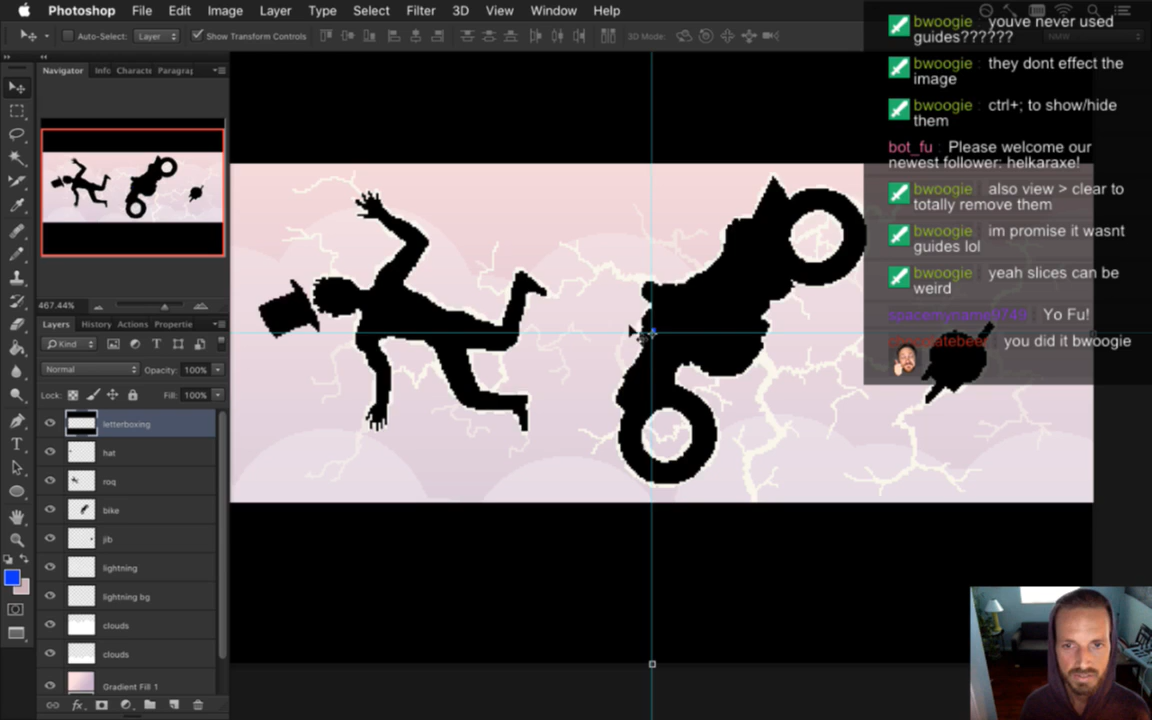 Photoshop File Edit Image Layer Type Select Filter 3D View Window Help
Auto-Select: Layer Show Transform Controls 3D Mode:
Navigator Info Characte Paragraj
467.44%
Layers History Actions Propertie
Kind
Normal Opacity: 100%
Lock: Fill: 100%
letterboxing
hat
roq
bike
jib
lightning
lightning bg
clouds
clouds
Gradient Fill 1
bwoogie : youve never used
guides??????
bwoogie : they dont effect the
image
bwoogie : ctrl+; to show/hide
them
bot_fu : Please welcome our
newest follower: helkaraxe!
bwoogie : also view > clear to
totally remove them
bwoogie : im promise it wasnt
guides lol
bwoogie : yeah slices can be
weird
spacemyname9749 : Yo Fu!
you did it bwoogie